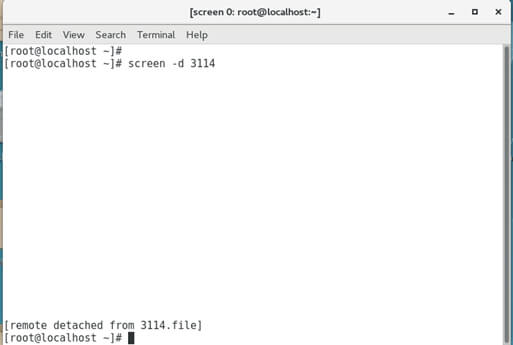 [screen 0: root@localhost:~]
File Edit View Search Terminal Help
[root@localhost ~]#
[root@localhost ~]# screen -d 3114
[remote detached from 3114.file]
[root@localhost ~]#